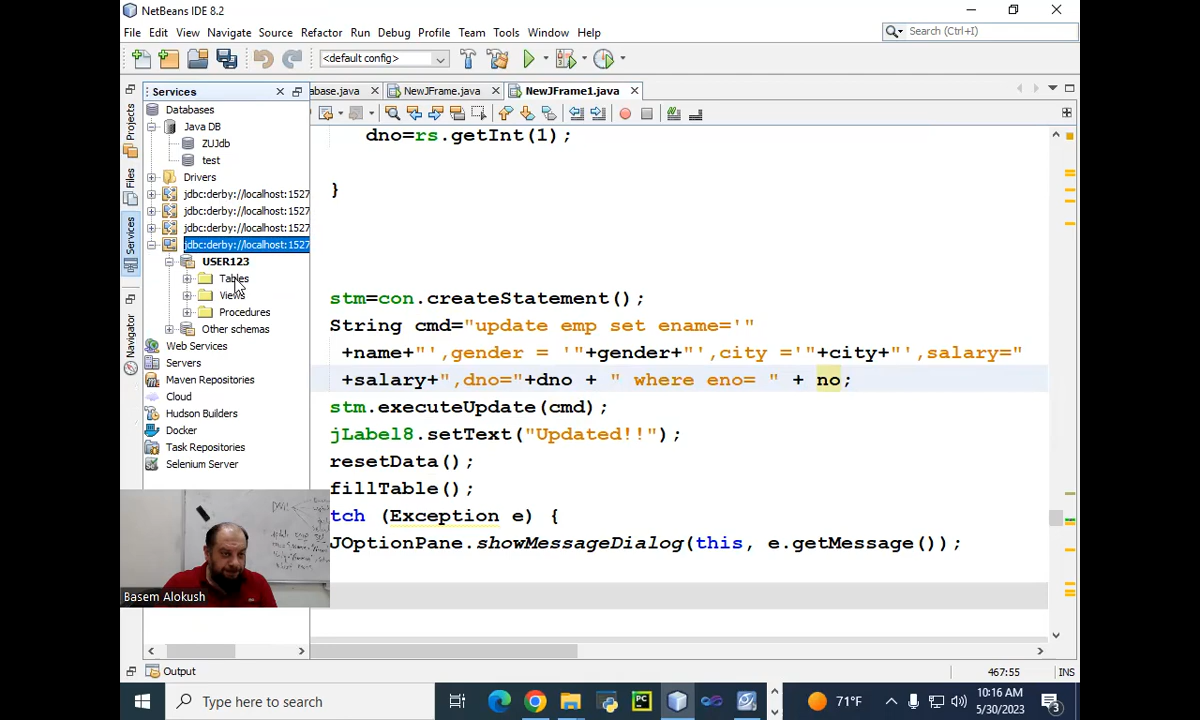 NetBeans IDE 8.2
File Edit View Navigate Source Refactor Run Debug Profile Team Tools Window Help
Search (Ctrl+I)
<default config>
Services
abase.java
NewJFrame.java
NewJFrame1.java
Projects
Files
Services
Navigator
Databases
Java DB
ZUJdb
test
Drivers
jdbc:derby://localhost:1527
jdbc:derby://localhost:1527
jdbc:derby://localhost:1527
jdbc:derby://localhost:1527
USER123
Tables
Views
Procedures
Other schemas
Web Services
Servers
Maven Repositories
Cloud
Hudson Builders
Docker
Task Repositories
Selenium Server
dno=rs.getInt(1);
}
stm=con.createStatement();
String cmd="update emp set ename='"
+name+"',gender = '"+gender+"',city ='"+city+"',salary="
+salary+",dno="+dno + " where eno= " + no;
stm.executeUpdate(cmd);
jLabel8.setText("Updated!!");
resetData();
fillTable();
tch (Exception e) {
JOptionPane.showMessageDialog(this, e.getMessage());
Basem Alokush
Output
467:55
INS
Type here to search
PC
71°F
10:16 AM
5/30/2023
3